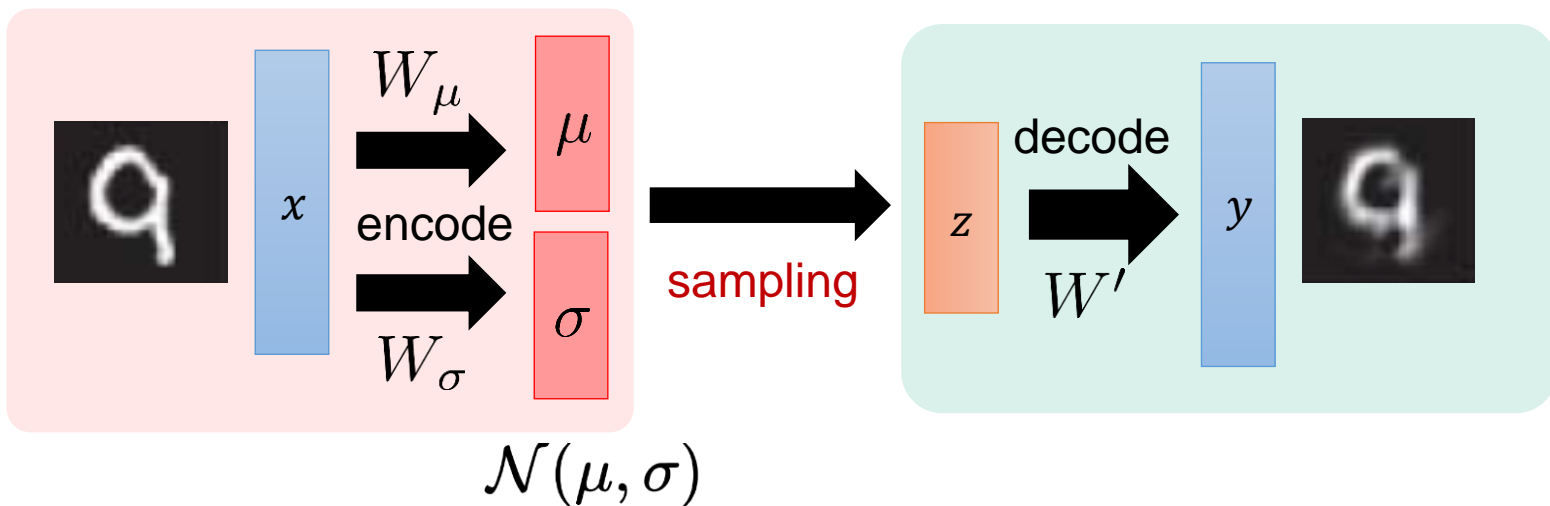 W_μ
μ
x
encode
W_σ
σ
N(μ, σ)
sampling
z
decode
W′
y